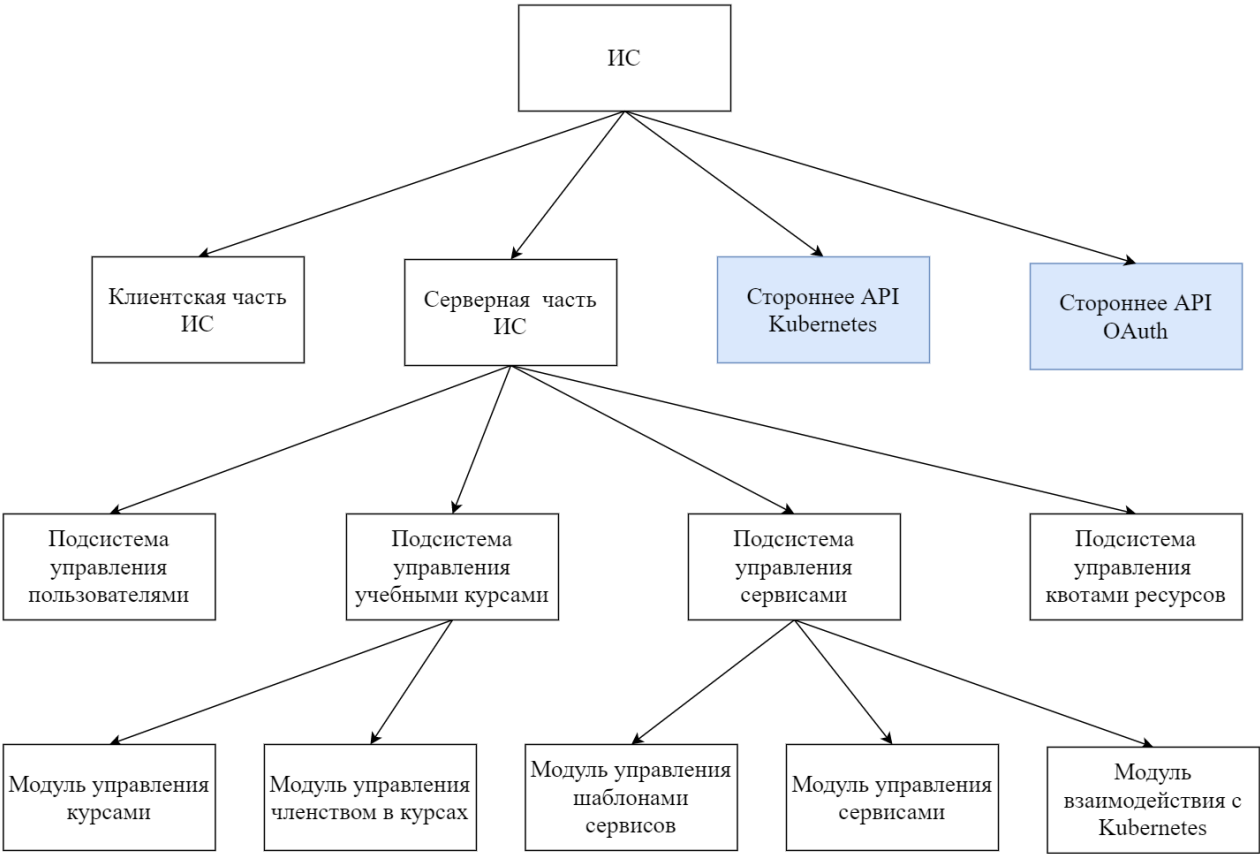 ИС
Клиентская часть
ИС
Серверная часть
ИС
Стороннее API
Kubernetes
Стороннее API
OAuth
Подсистема
управления
пользователями
Подсистема
управления
учебными курсами
Подсистема
управления
сервисами
Подсистема
управления
квотами ресурсов
Модуль управления
курсами
Модуль управления
членством в курсах
Модуль управления
шаблонами
сервисов
Модуль управления
сервисами
Модуль
взаимодействия с
Kubernetes